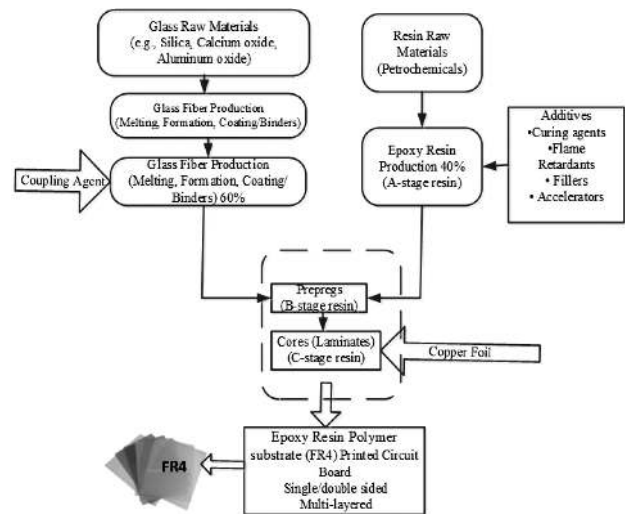 Glass Raw Materials
(e.g., Silica, Calcium oxide,
Aluminum oxide)
Resin Raw
Materials
(Petrochemicals)
Glass Fiber Production
(Melting, Formation, Coating/Binders)
Additives
•Curing agents
•Flame
Retardants
• Fillers
• Accelerators
Coupling Agent
Glass Fiber Production
(Melting, Formation, Coating/
Binders) 60%
Epoxy Resin
Production 40%
(A-stage resin)
Prepregs
(B-stage resin)
Cores (Laminates)
(C-stage resin)
Copper Foil
Epoxy Resin Polymer
substrate (FR4) Printed Circuit
Board
Single/double sided
Multi-layered
FR4